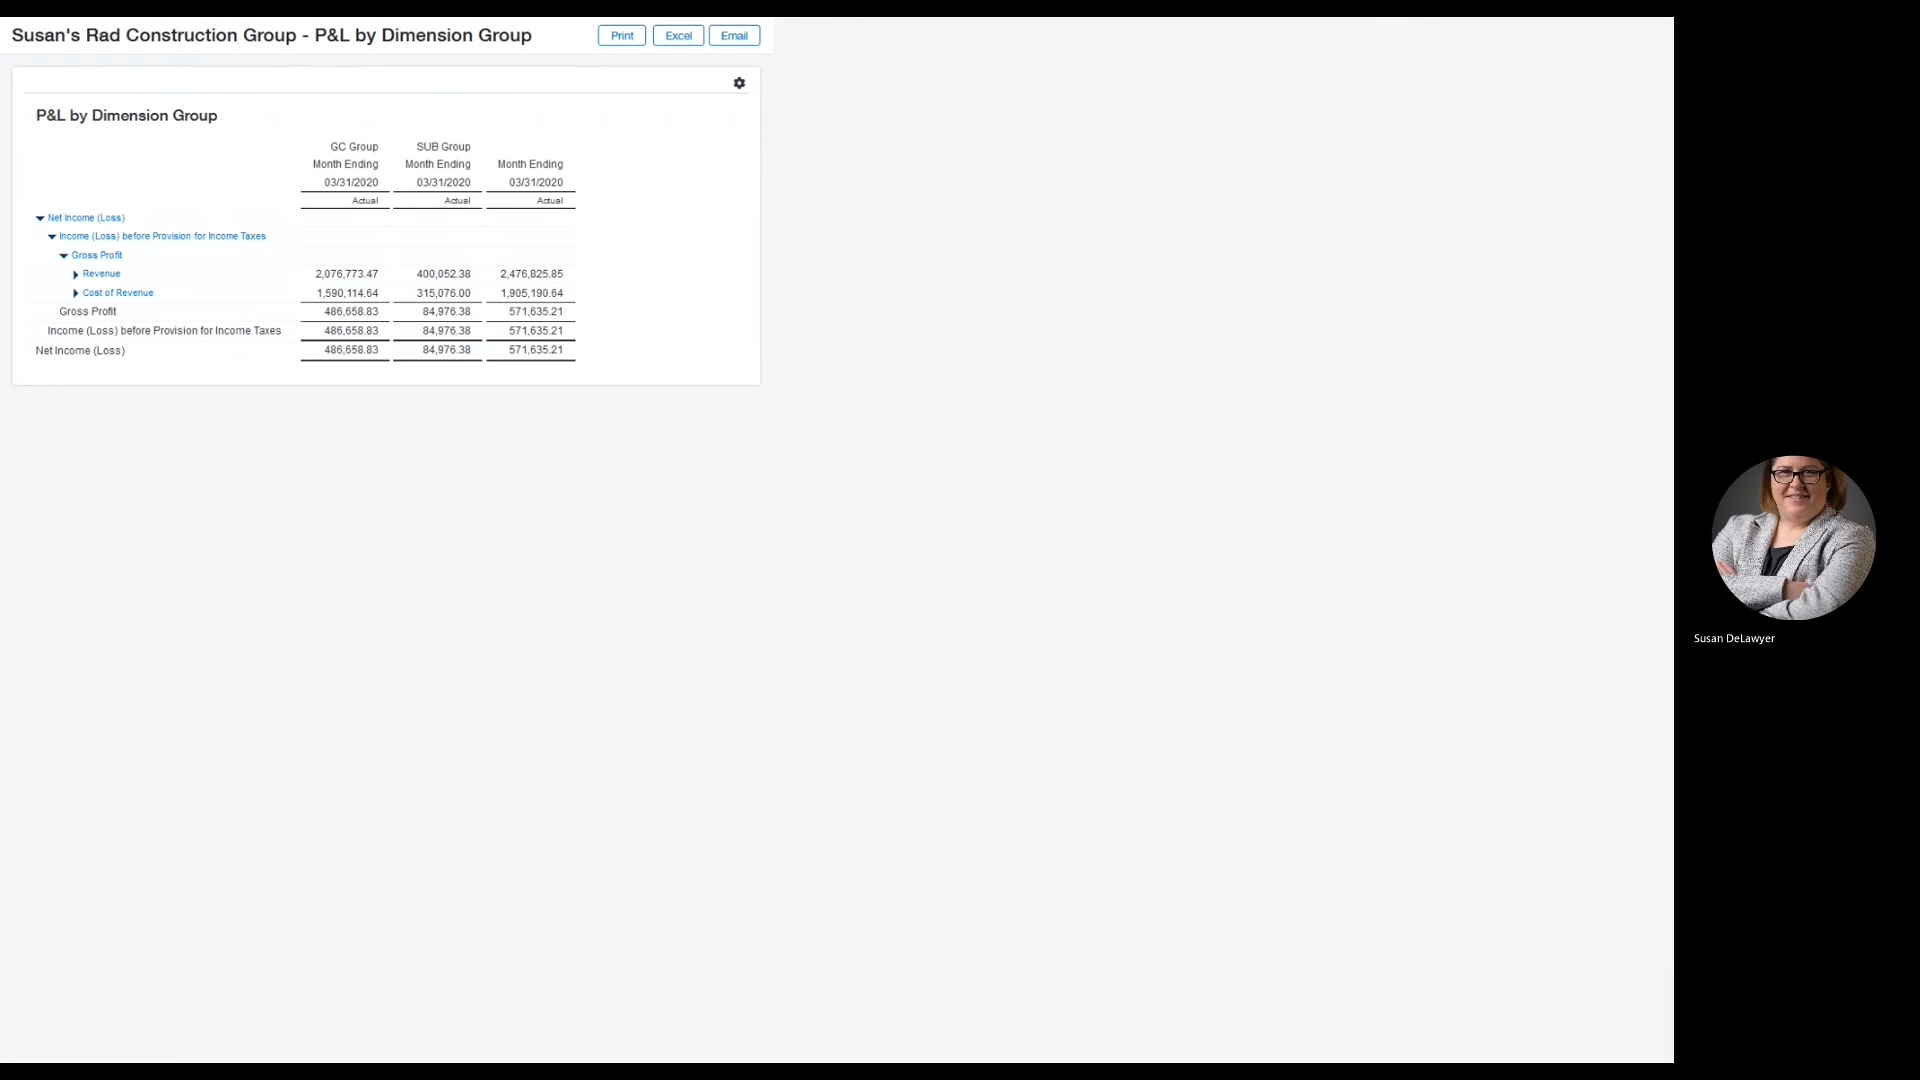 Susan's Rad Construction Group - P&L by Dimension Group Print Excel Email
P&L by Dimension Group
GC Group SUB Group
Month Ending Month Ending Month Ending
03/31/2020 03/31/2020 03/31/2020
Actual Actual Actual
Net Income (Loss)
Income (Loss) before Provision for Income Taxes
Gross Profit
Revenue 2,076,773.47 400,052.38 2,476,825.85
Cost of Revenue 1,590,114.64 315,076.00 1,905,190.64
Gross Profit 486,658.83 84,976.38 571,635.21
Income (Loss) before Provision for Income Taxes 486,658.83 84,976.38 571,635.21
Net Income (Loss) 486,658.83 84,976.38 571,635.21
Susan DeLawyer